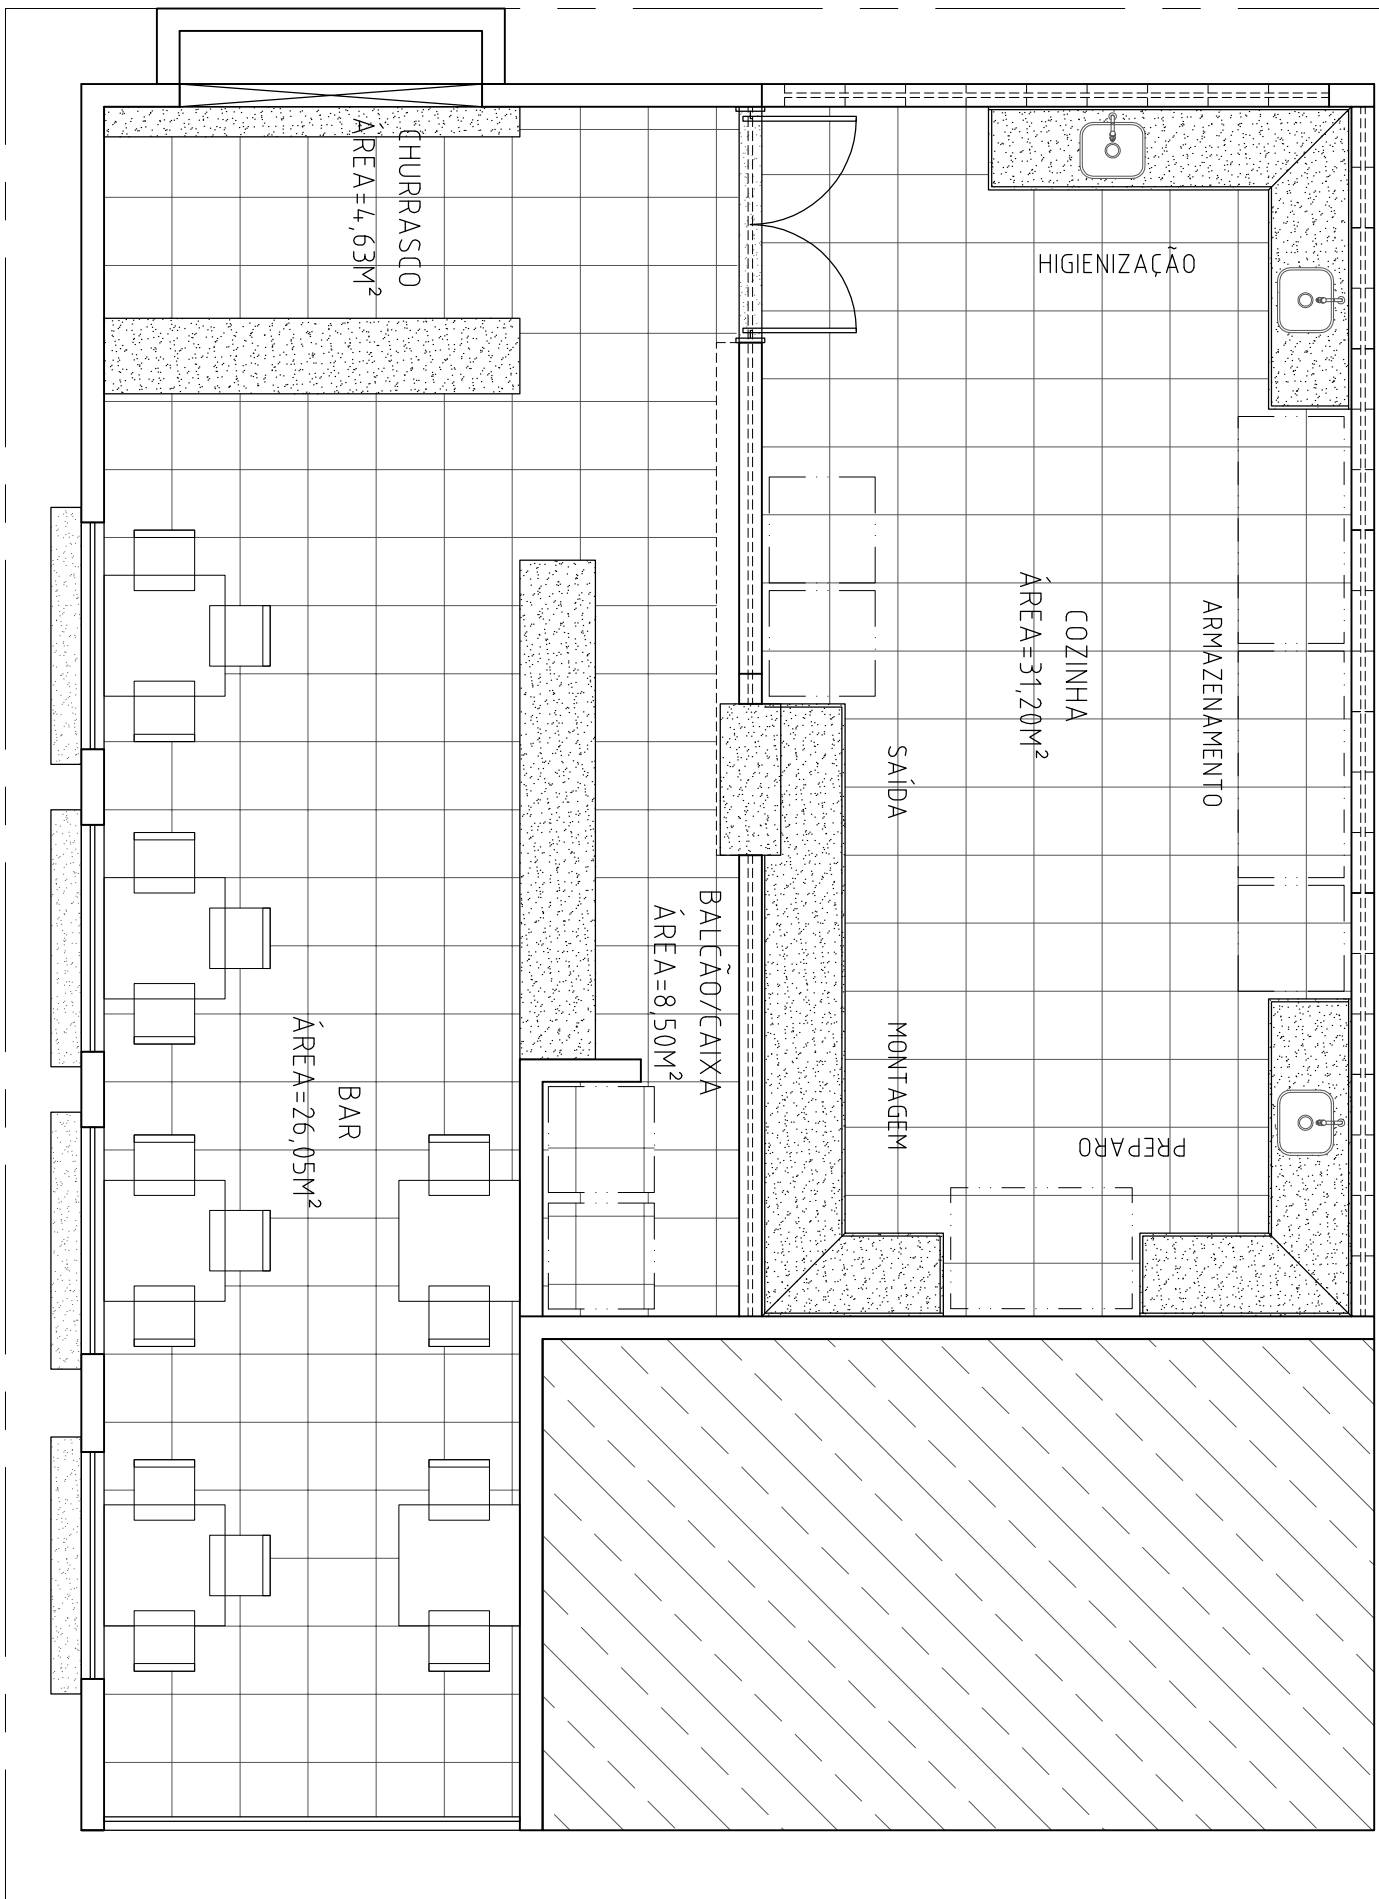 CHURRASCO
ÁREA=4,63M²
HIGIENIZAÇÃO
COZINHA
ÁREA=31,20M²
ARMAZENAMENTO
SAÍDA
BALCÃO/CAIXA
ÁREA=8,50M²
MONTAGEM
PREPARO
BAR
ÁREA=26,05M²